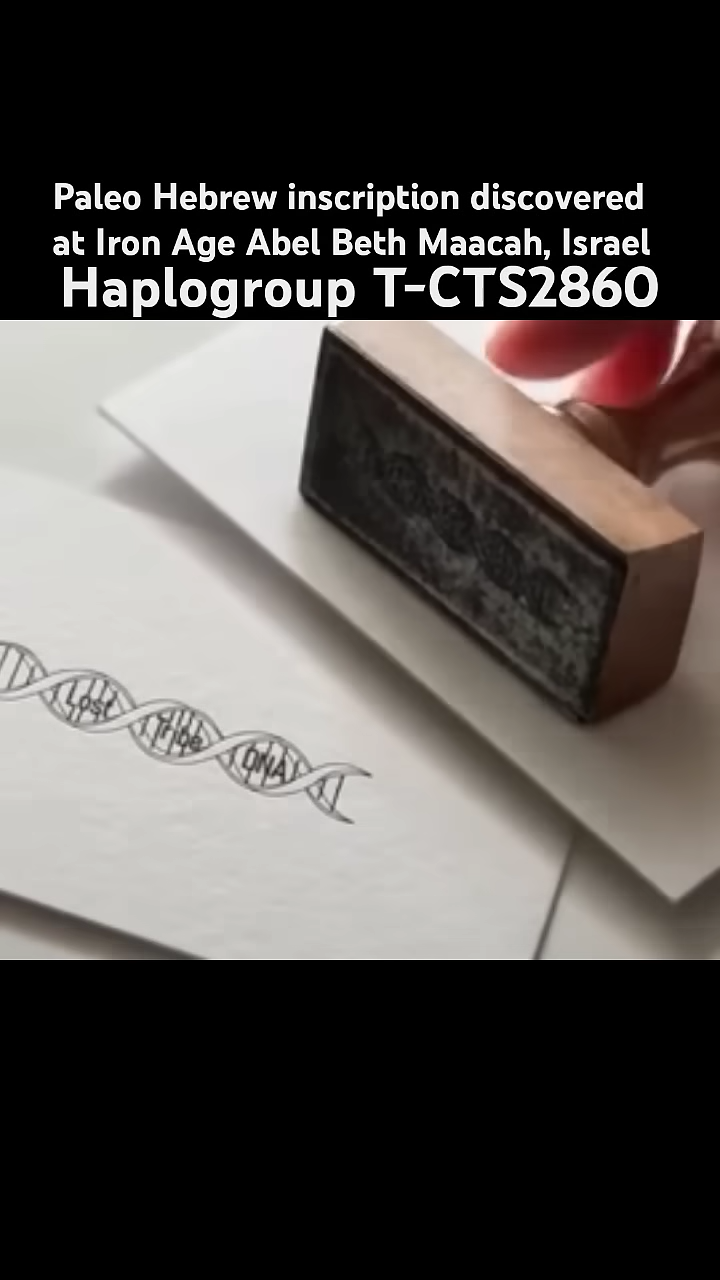 Paleo Hebrew inscription discovered
at Iron Age Abel Beth Maacah, Israel
Haplogroup T-CTS2860
Lost Tribe DNA